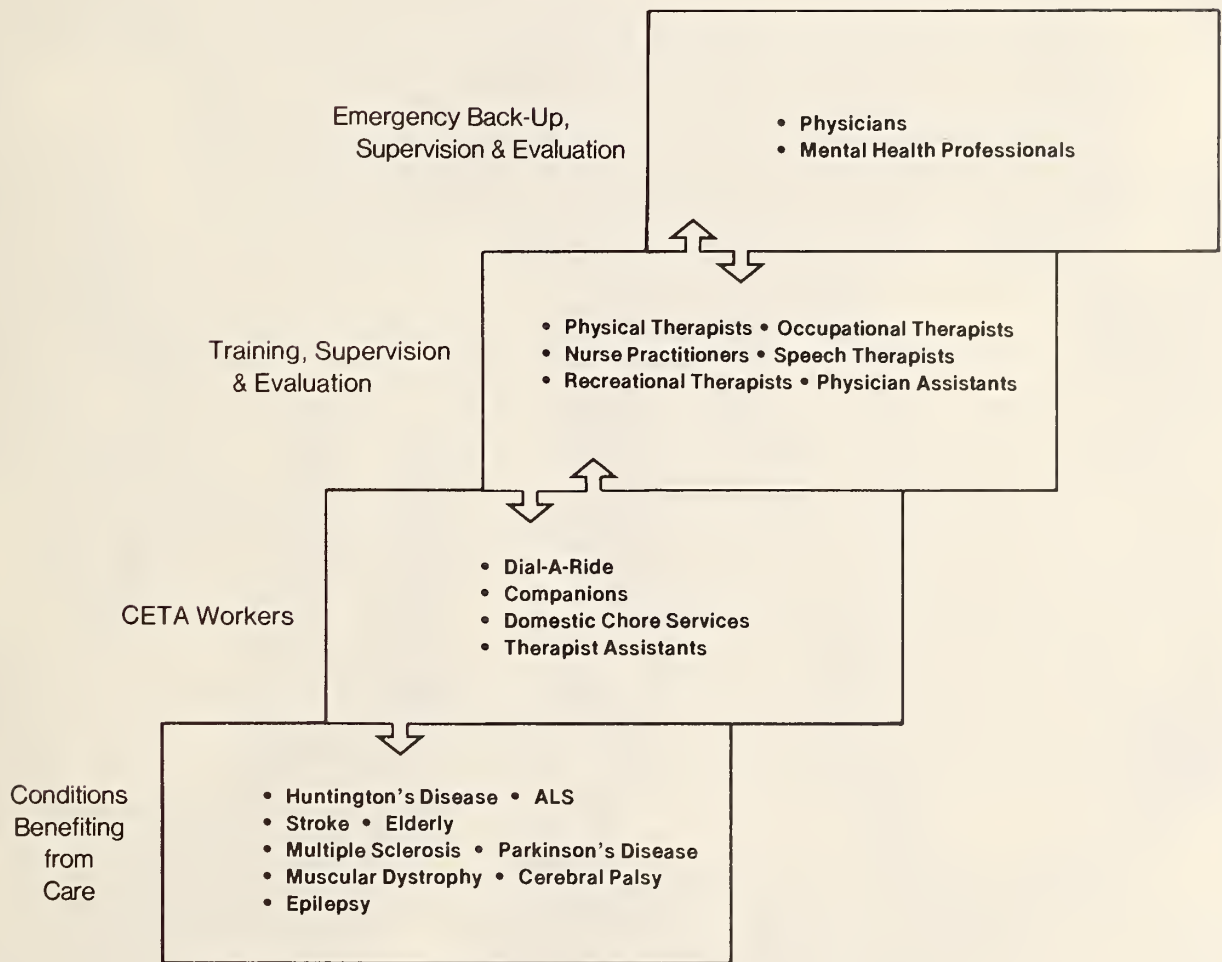 Emergency Back-Up,
Supervision & Evaluation
• Physicians
• Mental Health Professionals
Training, Supervision
& Evaluation
• Physical Therapists • Occupational Therapists
• Nurse Practitioners • Speech Therapists
• Recreational Therapists • Physician Assistants
CETA Workers
• Dial-A-Ride
• Companions
• Domestic Chore Services
• Therapist Assistants
Conditions
Benefiting
from
Care
• Huntington's Disease • ALS
• Stroke • Elderly
• Multiple Sclerosis • Parkinson's Disease
• Muscular Dystrophy • Cerebral Palsy
• Epilepsy